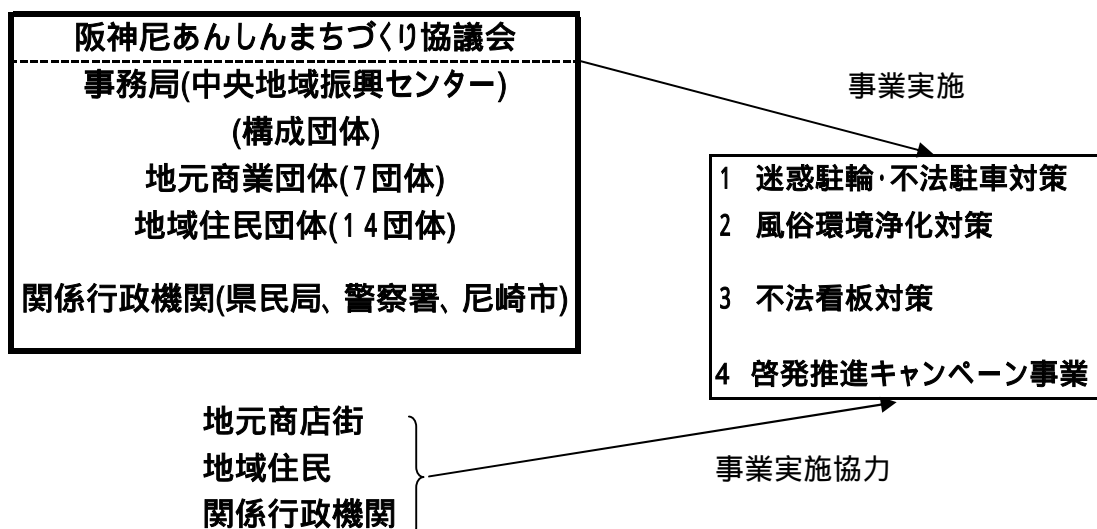 阪神尼あんしんまちづくり協議会
事務局(中央地域振興センター)
(構成団体)
地元商業団体(7団体)
地域住民団体(14団体)
関係行政機関(県民局、警察署、尼崎市)
事業実施
1 迷惑駐輪・不法駐車対策
2 風俗環境浄化対策
3 不法看板対策
4 啓発推進キャンペーン事業
地元商店街
地域住民
関係行政機関
事業実施協力